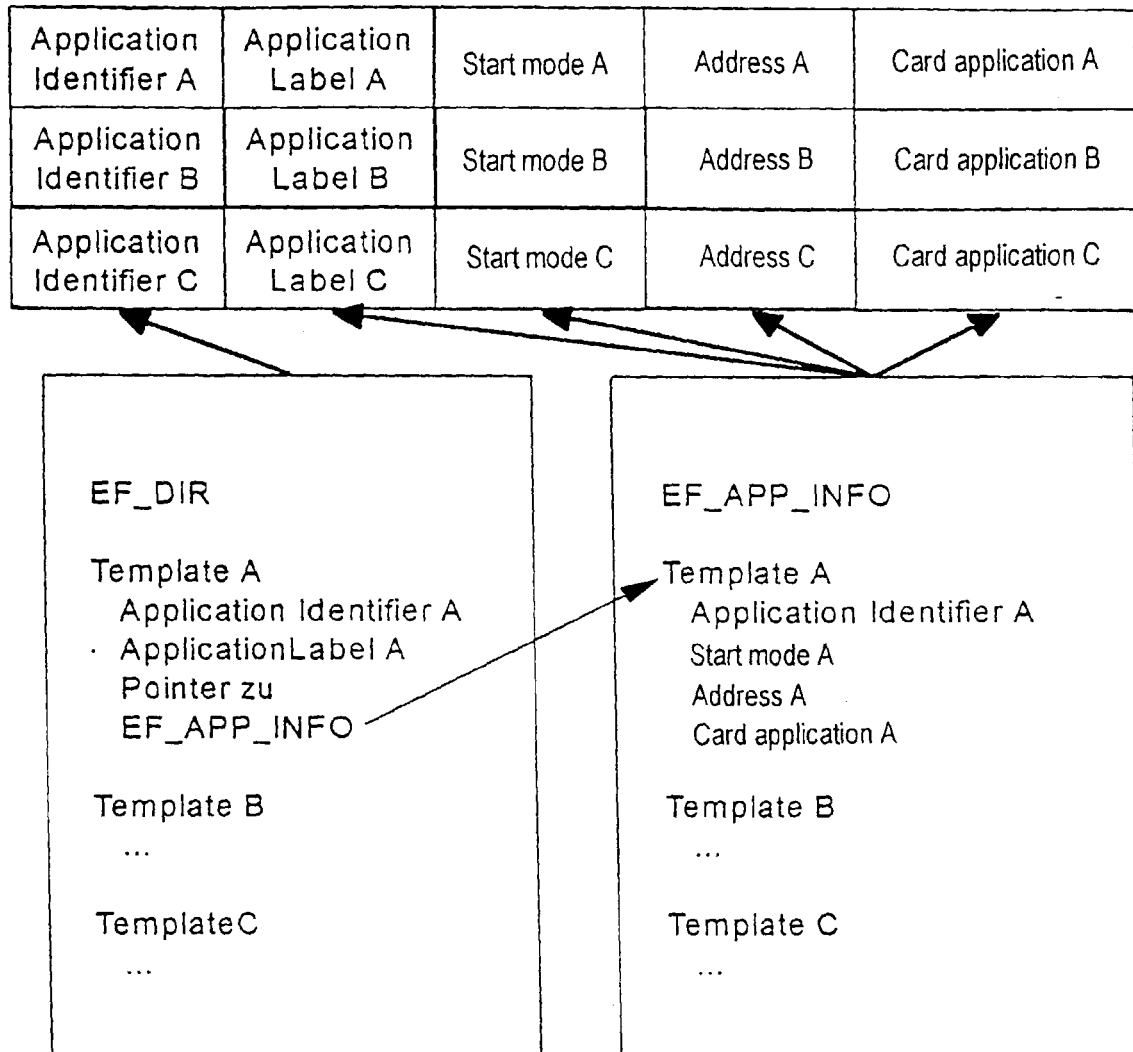 Application
Identifier A
Application
Label A
Start mode A
Address A
Card application A
Application
Identifier B
Application
Label B
Start mode B
Address B
Card application B
Application
Identifier C
Application
Label C
Start mode C
Address C
Card application C
EF_DIR
Template A
Application Identifier A
ApplicationLabel A
Pointer zu
EF_APP_INFO
Template B
...
TemplateC
...
EF_APP_INFO
Template A
Application Identifier A
Start mode A
Address A
Card application A
Template B
...
Template C
...